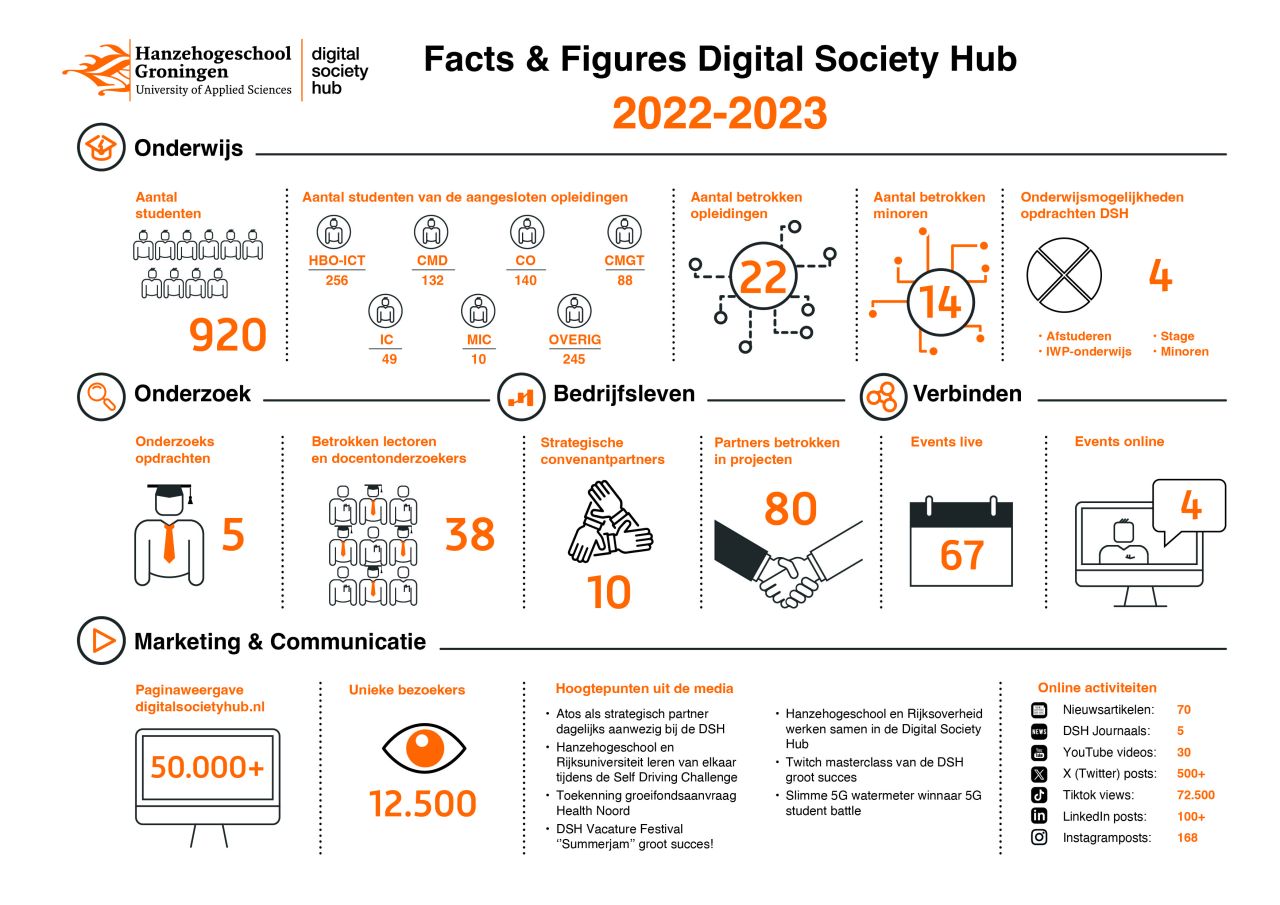 Hanzehogeschool
Groningen
University of Applied Sciences
digital
society
hub
Facts & Figures Digital Society Hub
2022-2023
Onderwijs
Aantal
studenten
920
Aantal studenten van de aangesloten opleidingen
HBO-ICT
256
CMD
132
CO
140
CMGT
88
IC
49
MIC
10
OVERIG
245
Aantal betrokken
opleidingen
22
Aantal betrokken
minoren
14
Onderwijsmogelijkheden
opdrachten DSH
4
• Afstuderen
• IWP-onderwijs
• Stage
• Minoren
Onderzoek
Onderzoeks
opdrachten
5
Betrokken lectoren
en docentonderzoekers
38
Bedrijfsleven
Strategische
convenantpartners
10
Partners betrokken
in projecten
80
Verbinden
Events live
67
Events online
4
Marketing & Communicatie
Paginaweergave
digitalsocietyhub.nl
50.000+
Unieke bezoekers
12.500
Hoogtepunten uit de media
• Atos als strategisch partner
dagelijks aanwezig bij de DSH
• Hanzehogeschool en
Rijksuniversiteit leren van elkaar
tijdens de Self Driving Challenge
• Toekenning groeifondsaanvraag
Health Noord
• DSH Vacature Festival
‘’Summerjam’’ groot succes!
• Hanzehogeschool en Rijksoverheid
werken samen in de Digital Society
Hub
• Twitch masterclass van de DSH
groot succes
• Slimme 5G watermeter winnaar 5G
student battle
Online activiteiten
Nieuwsartikelen: 70
NEWS DSH Journaals: 5
YouTube videos: 30
X (Twitter) posts: 500+
Tiktok views: 72.500
in LinkedIn posts: 100+
Instagramposts: 168